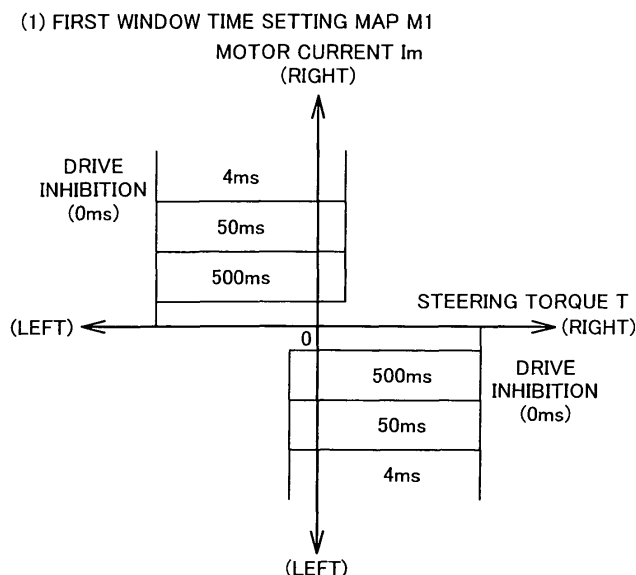 (1) FIRST WINDOW TIME SETTING MAP M1
MOTOR CURRENT Im
(RIGHT)
DRIVE
INHIBITION
(0ms)
4ms
50ms
500ms
STEERING TORQUE T
(LEFT)
(RIGHT)
0
500ms
50ms
4ms
DRIVE
INHIBITION
(0ms)
(LEFT)